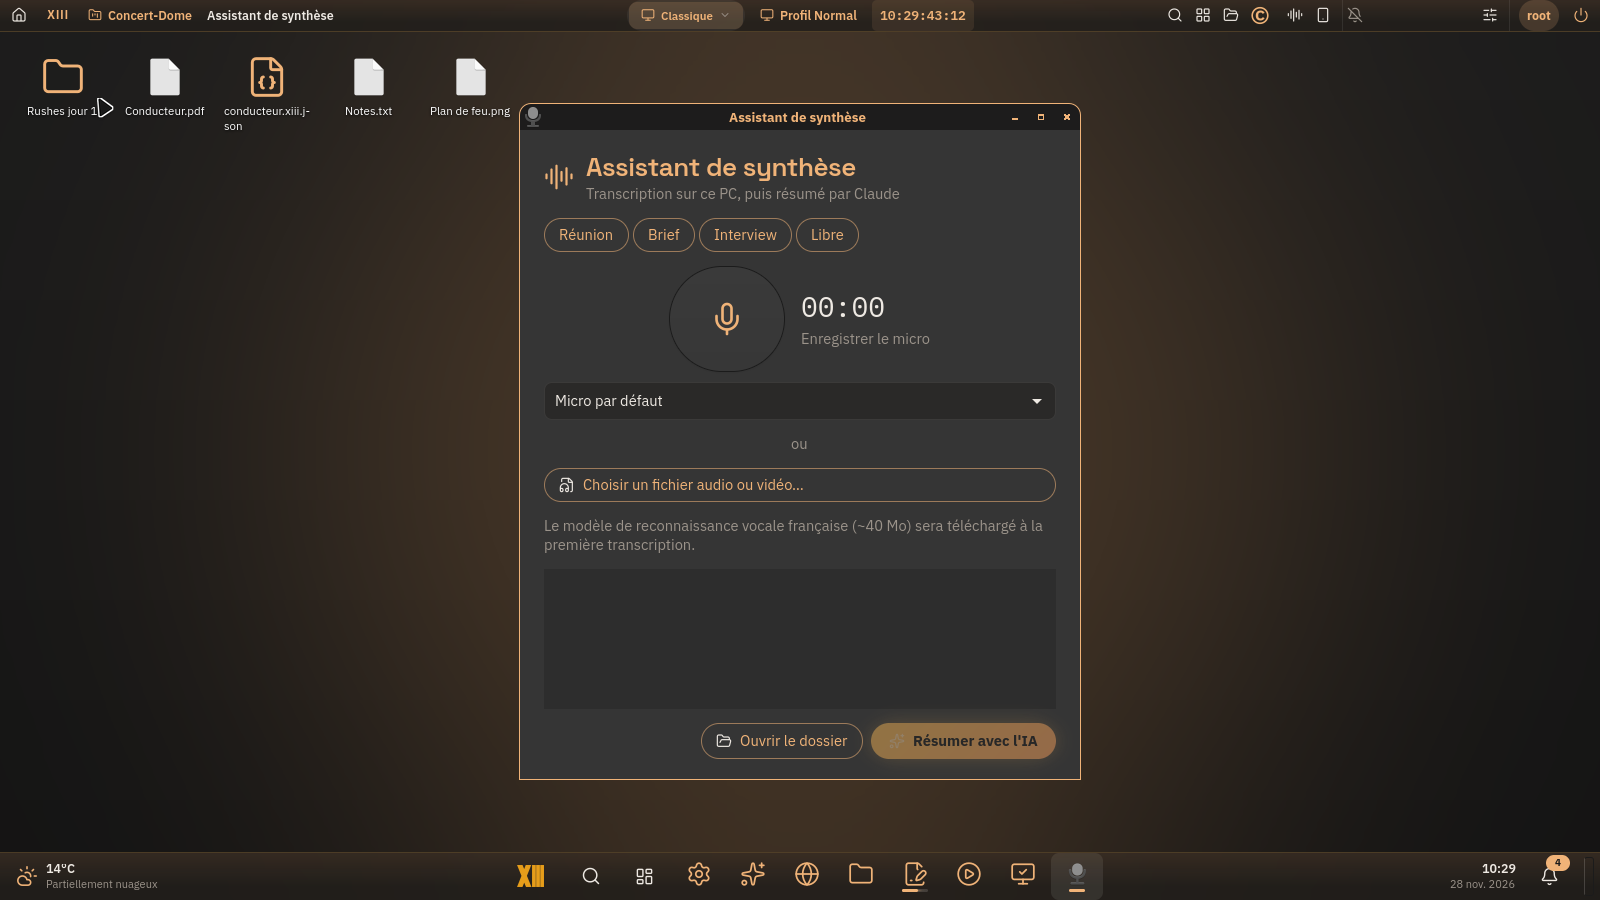 XIII
Concert-Dome
Assistant de synthèse
Classique
Profil Normal
10:29:43:12
root
Rushes jour 1
Conducteur.pdf
conducteur.xiii.j-
son
Notes.txt
Plan de feu.png
Assistant de synthèse
Assistant de synthèse
Transcription sur ce PC, puis résumé par Claude
Réunion
Brief
Interview
Libre
00:00
Enregistrer le micro
Micro par défaut
ou
Choisir un fichier audio ou vidéo...
Le modèle de reconnaissance vocale française (~40 Mo) sera téléchargé à la
première transcription.
Ouvrir le dossier
Résumer avec l'IA
14°C
Partiellement nuageux
XIII
10:29
28 nov. 2026
4